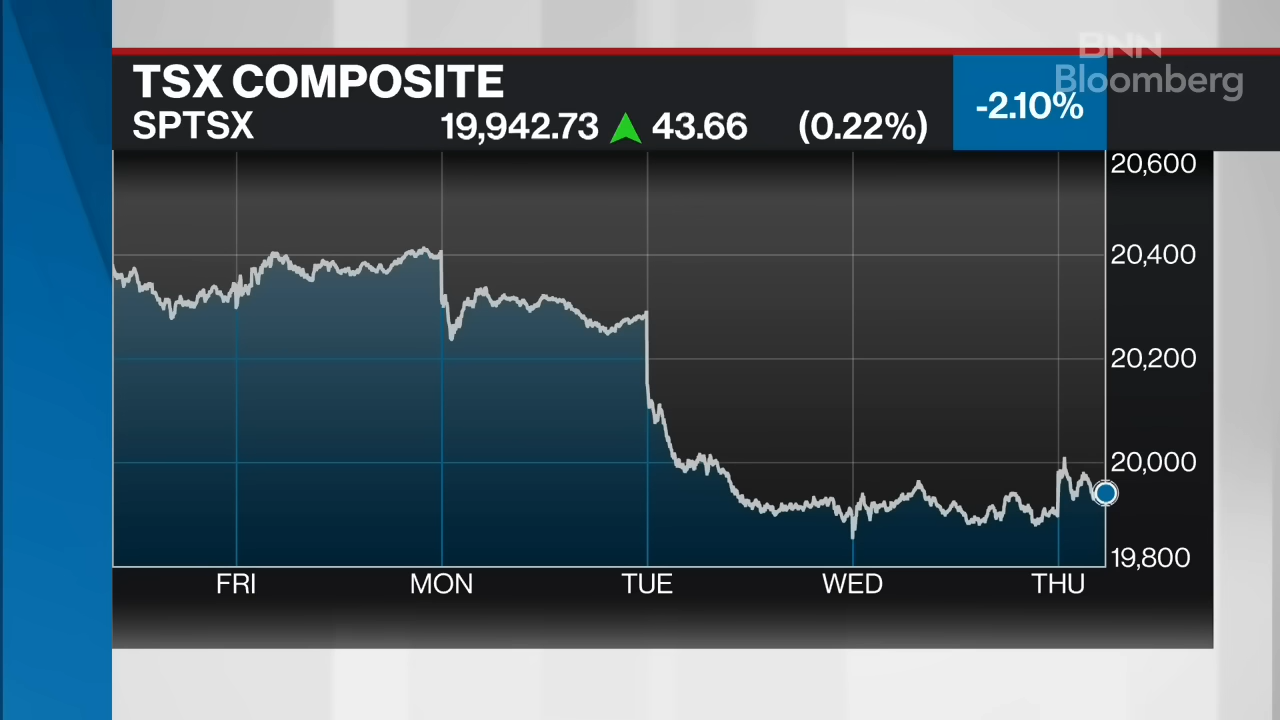 BNN
Bloomberg
TSX COMPOSITE
SPTSX
19,942.73 ▲ 43.66 (0.22%)
-2.10%
20,600
20,400
20,200
20,000
19,800
FRI MON TUE WED THU